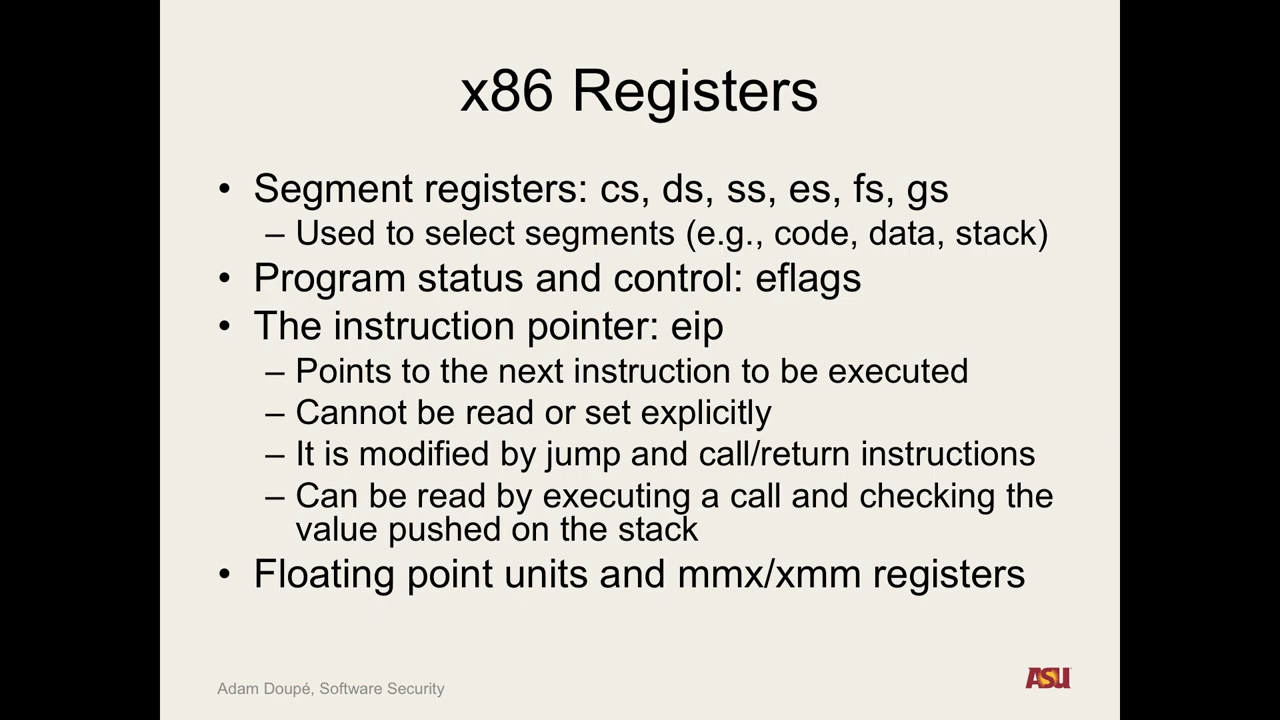 x86 Registers
• Segment registers: cs, ds, ss, es, fs, gs
– Used to select segments (e.g., code, data, stack)
• Program status and control: eflags
• The instruction pointer: eip
– Points to the next instruction to be executed
– Cannot be read or set explicitly
– It is modified by jump and call/return instructions
– Can be read by executing a call and checking the
value pushed on the stack
• Floating point units and mmx/xmm registers
Adam Doupé, Software Security
ASU